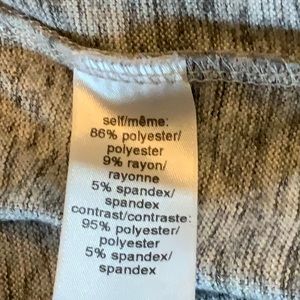 self/même:
86% polyester/
polyester
9% rayon/
rayonne
5% spandex/
spandex
contrast/contraste:
95% polyester/
polyester
5% spandex/
spandex